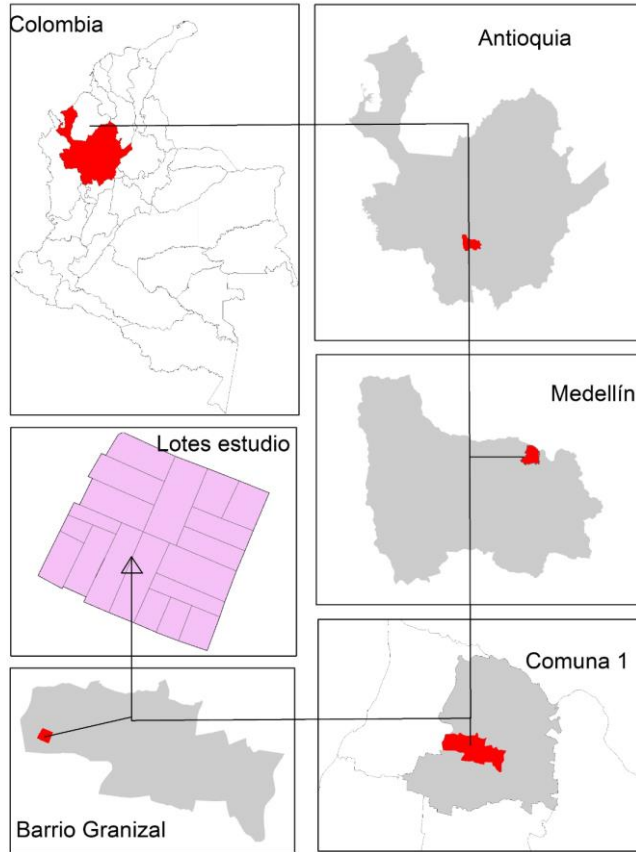 Colombia
Antioquia
Medellín
Lotes estudio
Comuna 1
Barrio Granizal